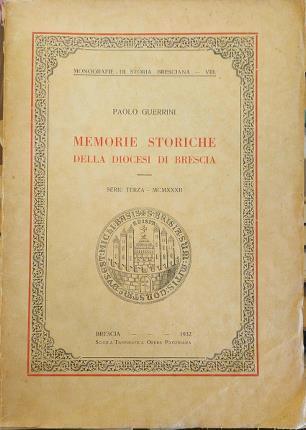 MONOGRAFIE DI STORIA BRESCIANA - VIII.
PAOLO GUERRINI
MEMORIE STORICHE
DELLA DIOCESI DI BRESCIA
SERIE TERZA - MCMXXXII
BRESCIA - - - 1932
SCUOLA TIPOGRAFICA OPERA PAVONIANA